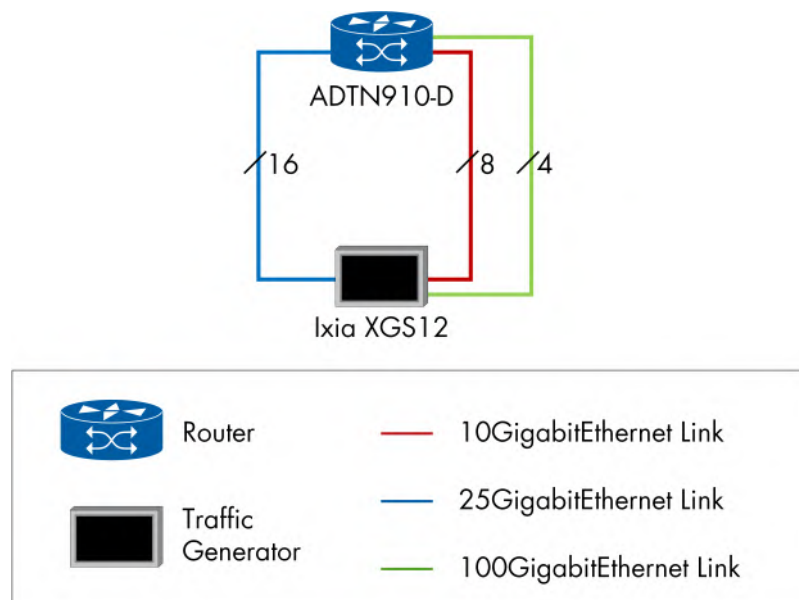 ADTN910-D
16
8
4
Ixia XGS12
Router
10GigabitEthernet Link
25GigabitEthernet Link
Traffic
Generator
100GigabitEthernet Link